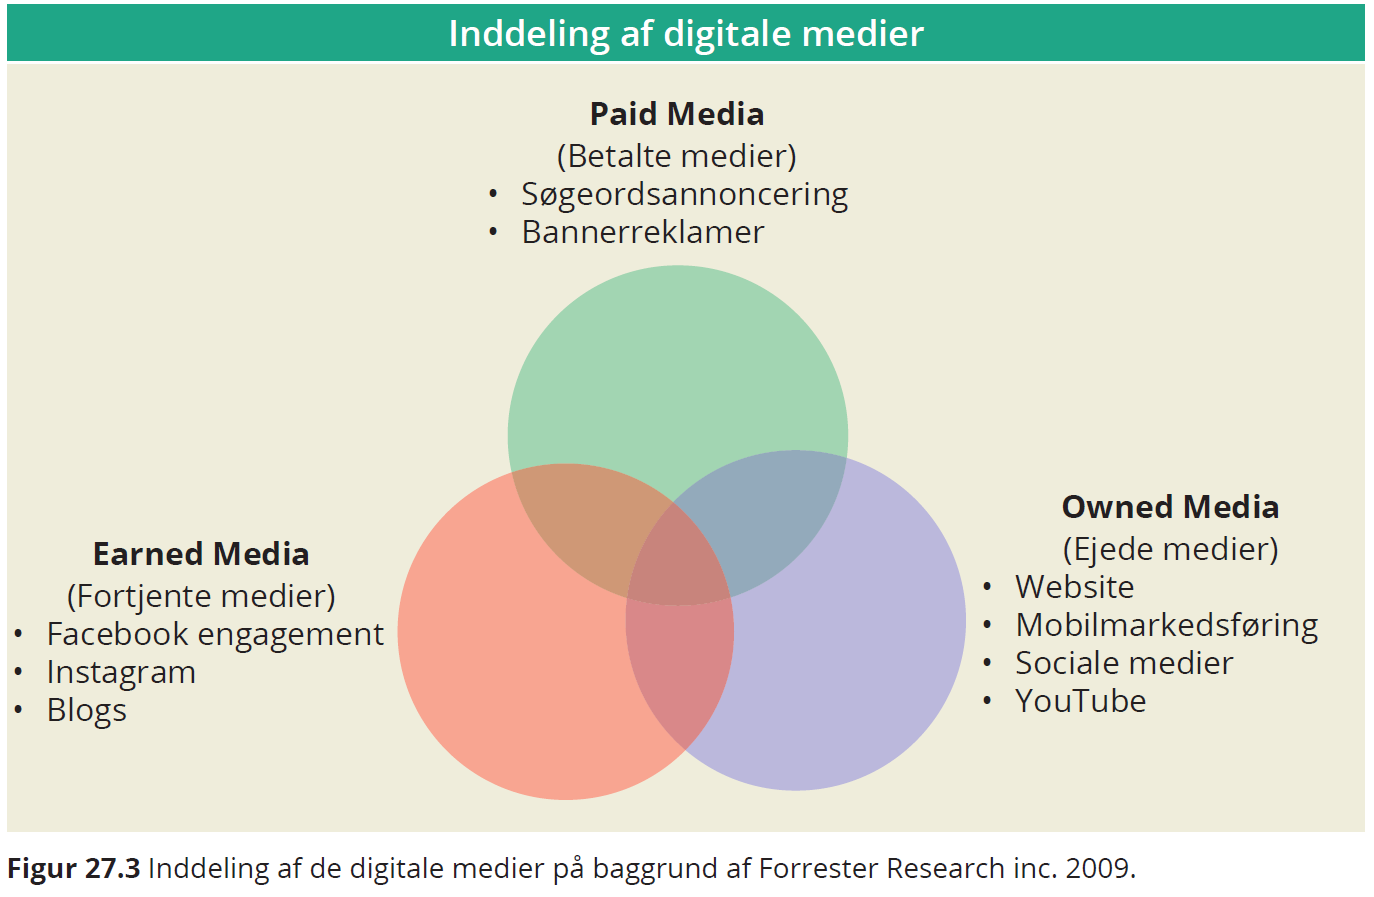 Inddeling af digitale medier
Paid Media
(Betalte medier)
• Søgeordsannoncering
• Bannerreklamer
Earned Media
(Fortjente medier)
• Facebook engagement
• Instagram
• Blogs
Owned Media
(Ejede medier)
• Website
• Mobilmarkedsføring
• Sociale medier
• YouTube
Figur 27.3 Inddeling af de digitale medier på baggrund af Forrester Research inc. 2009.